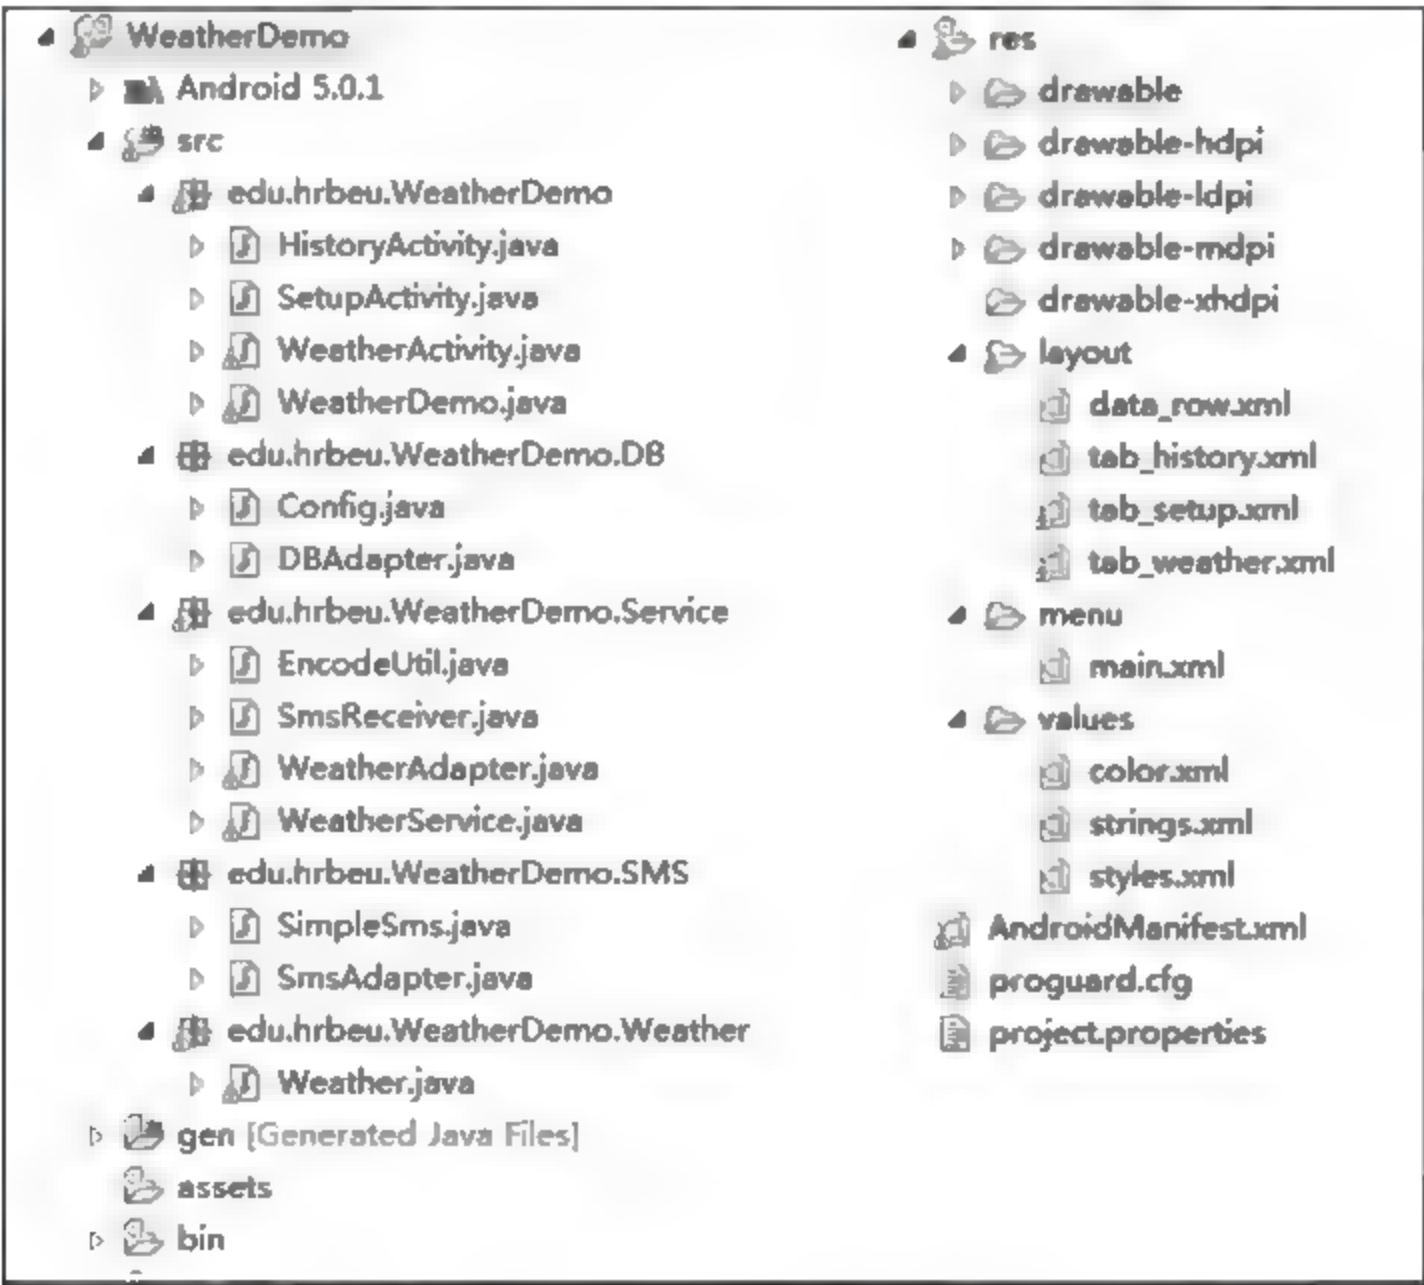 WeatherDemo
Android 5.0.1
src
edu.hrbeu.WeatherDemo
HistoryActivity.java
SetupActivity.java
WeatherActivity.java
WeatherDemo.java
edu.hrbeu.WeatherDemo.DB
Config.java
DBAdapter.java
edu.hrbeu.WeatherDemo.Service
EncodeUtil.java
SmsReceiver.java
WeatherAdapter.java
WeatherService.java
edu.hrbeu.WeatherDemo.SMS
SimpleSms.java
SmsAdapter.java
edu.hrbeu.WeatherDemo.Weather
Weather.java
gen [Generated Java Files]
assets
bin
res
drawable
drawable-hdpi
drawable-ldpi
drawable-mdpi
drawable-xhdpi
layout
data_row.xml
tab_history.xml
tab_setup.xml
tab_weather.xml
menu
main.xml
values
color.xml
strings.xml
styles.xml
AndroidManifest.xml
proguard.cfg
project.properties